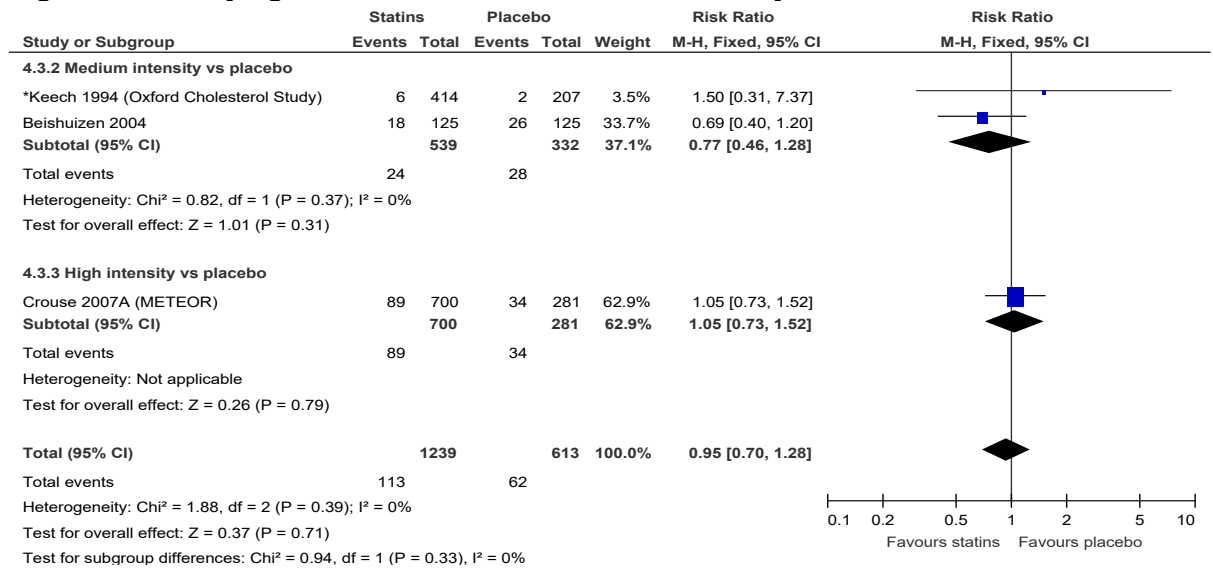 Statins Placebo Risk Ratio Risk Ratio
Study or Subgroup Events Total Events Total Weight M-H, Fixed, 95% CI M-H, Fixed, 95% CI
4.3.2 Medium intensity vs placebo
*Keech 1994 (Oxford Cholesterol Study) 6 414 2 207 3.5% 1.50 [0.31, 7.37]
Beishuizen 2004 18 125 26 125 33.7% 0.69 [0.40, 1.20]
Subtotal (95% CI) 539 332 37.1% 0.77 [0.46, 1.28]
Total events 24 28
Heterogeneity: Chi² = 0.82, df = 1 (P = 0.37); I² = 0%
Test for overall effect: Z = 1.01 (P = 0.31)
4.3.3 High intensity vs placebo
Crouse 2007A (METEOR) 89 700 34 281 62.9% 1.05 [0.73, 1.52]
Subtotal (95% CI) 700 281 62.9% 1.05 [0.73, 1.52]
Total events 89 34
Heterogeneity: Not applicable
Test for overall effect: Z = 0.26 (P = 0.79)
Total (95% CI) 1239 613 100.0% 0.95 [0.70, 1.28]
Total events 113 62
Heterogeneity: Chi² = 1.88, df = 2 (P = 0.39); I² = 0%
Test for overall effect: Z = 0.37 (P = 0.71)
Test for subgroup differences: Chi² = 0.94, df = 1 (P = 0.33), I² = 0%
0.1 0.2 0.5 1 2 5 10
Favours statins Favours placebo